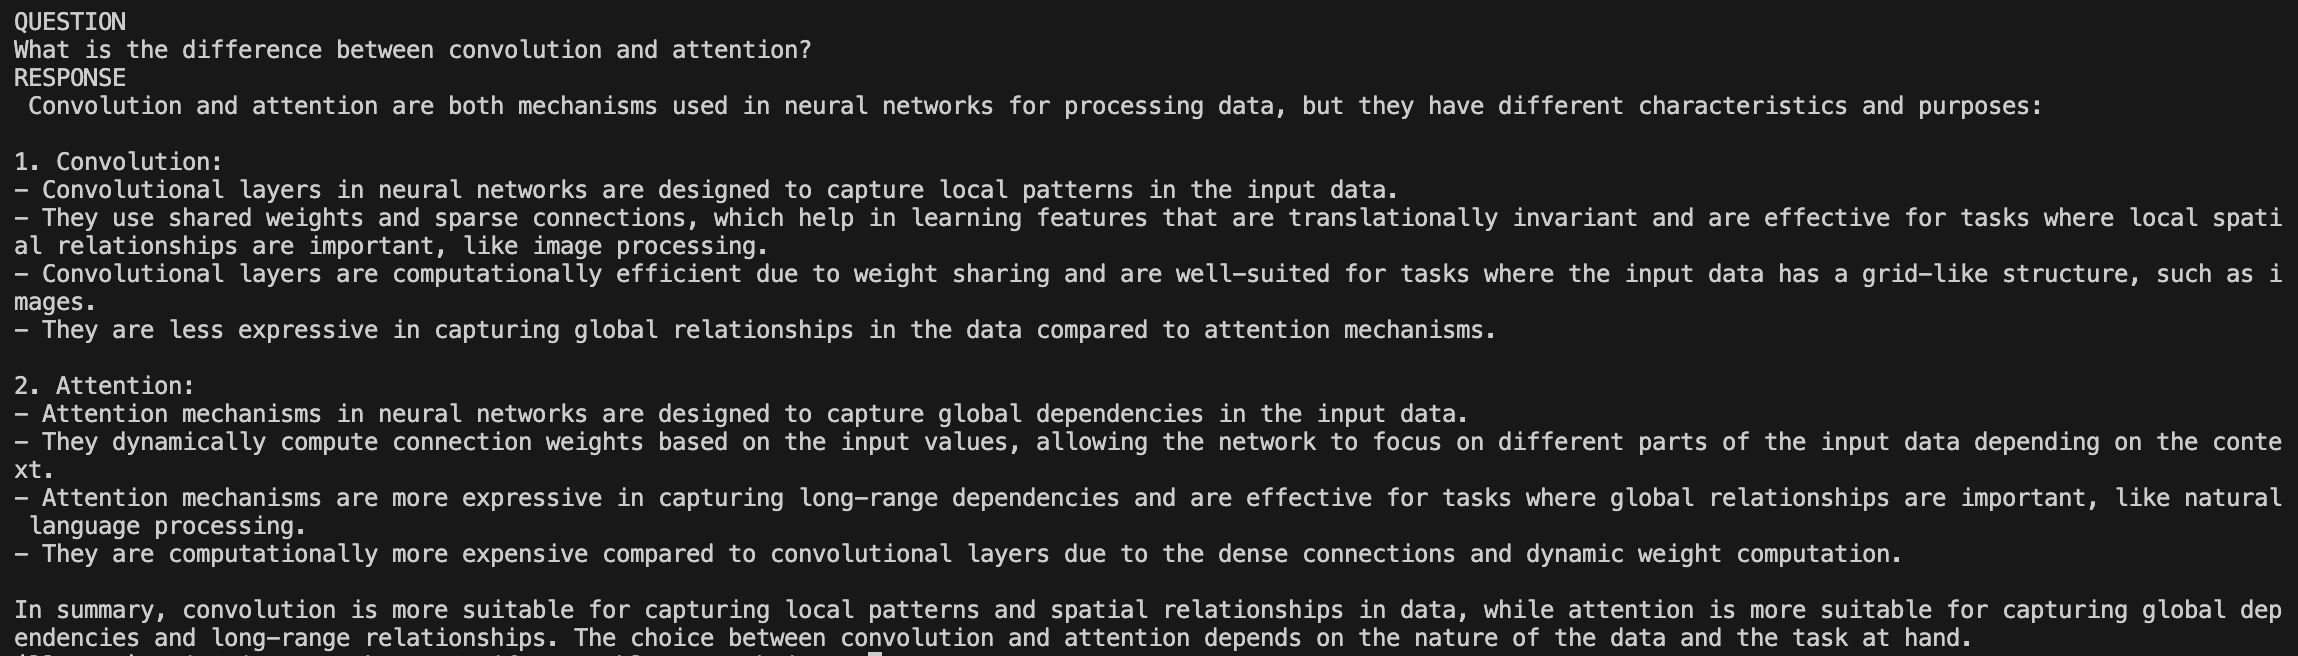 QUESTION
What is the difference between convolution and attention?
RESPONSE
Convolution and attention are both mechanisms used in neural networks for processing data, but they have different characteristics and purposes:
1. Convolution:
- Convolutional layers in neural networks are designed to capture local patterns in the input data.
- They use shared weights and sparse connections, which help in learning features that are translationally invariant and are effective for tasks where local spati
al relationships are important, like image processing.
- Convolutional layers are computationally efficient due to weight sharing and are well-suited for tasks where the input data has a grid-like structure, such as i
mages.
- They are less expressive in capturing global relationships in the data compared to attention mechanisms.
2. Attention:
- Attention mechanisms in neural networks are designed to capture global dependencies in the input data.
- They dynamically compute connection weights based on the input values, allowing the network to focus on different parts of the input data depending on the conte
xt.
- Attention mechanisms are more expressive in capturing long-range dependencies and are effective for tasks where global relationships are important, like natural
language processing.
- They are computationally more expensive compared to convolutional layers due to the dense connections and dynamic weight computation.
In summary, convolution is more suitable for capturing local patterns and spatial relationships in data, while attention is more suitable for capturing global dep
endencies and long-range relationships. The choice between convolution and attention depends on the nature of the data and the task at hand.